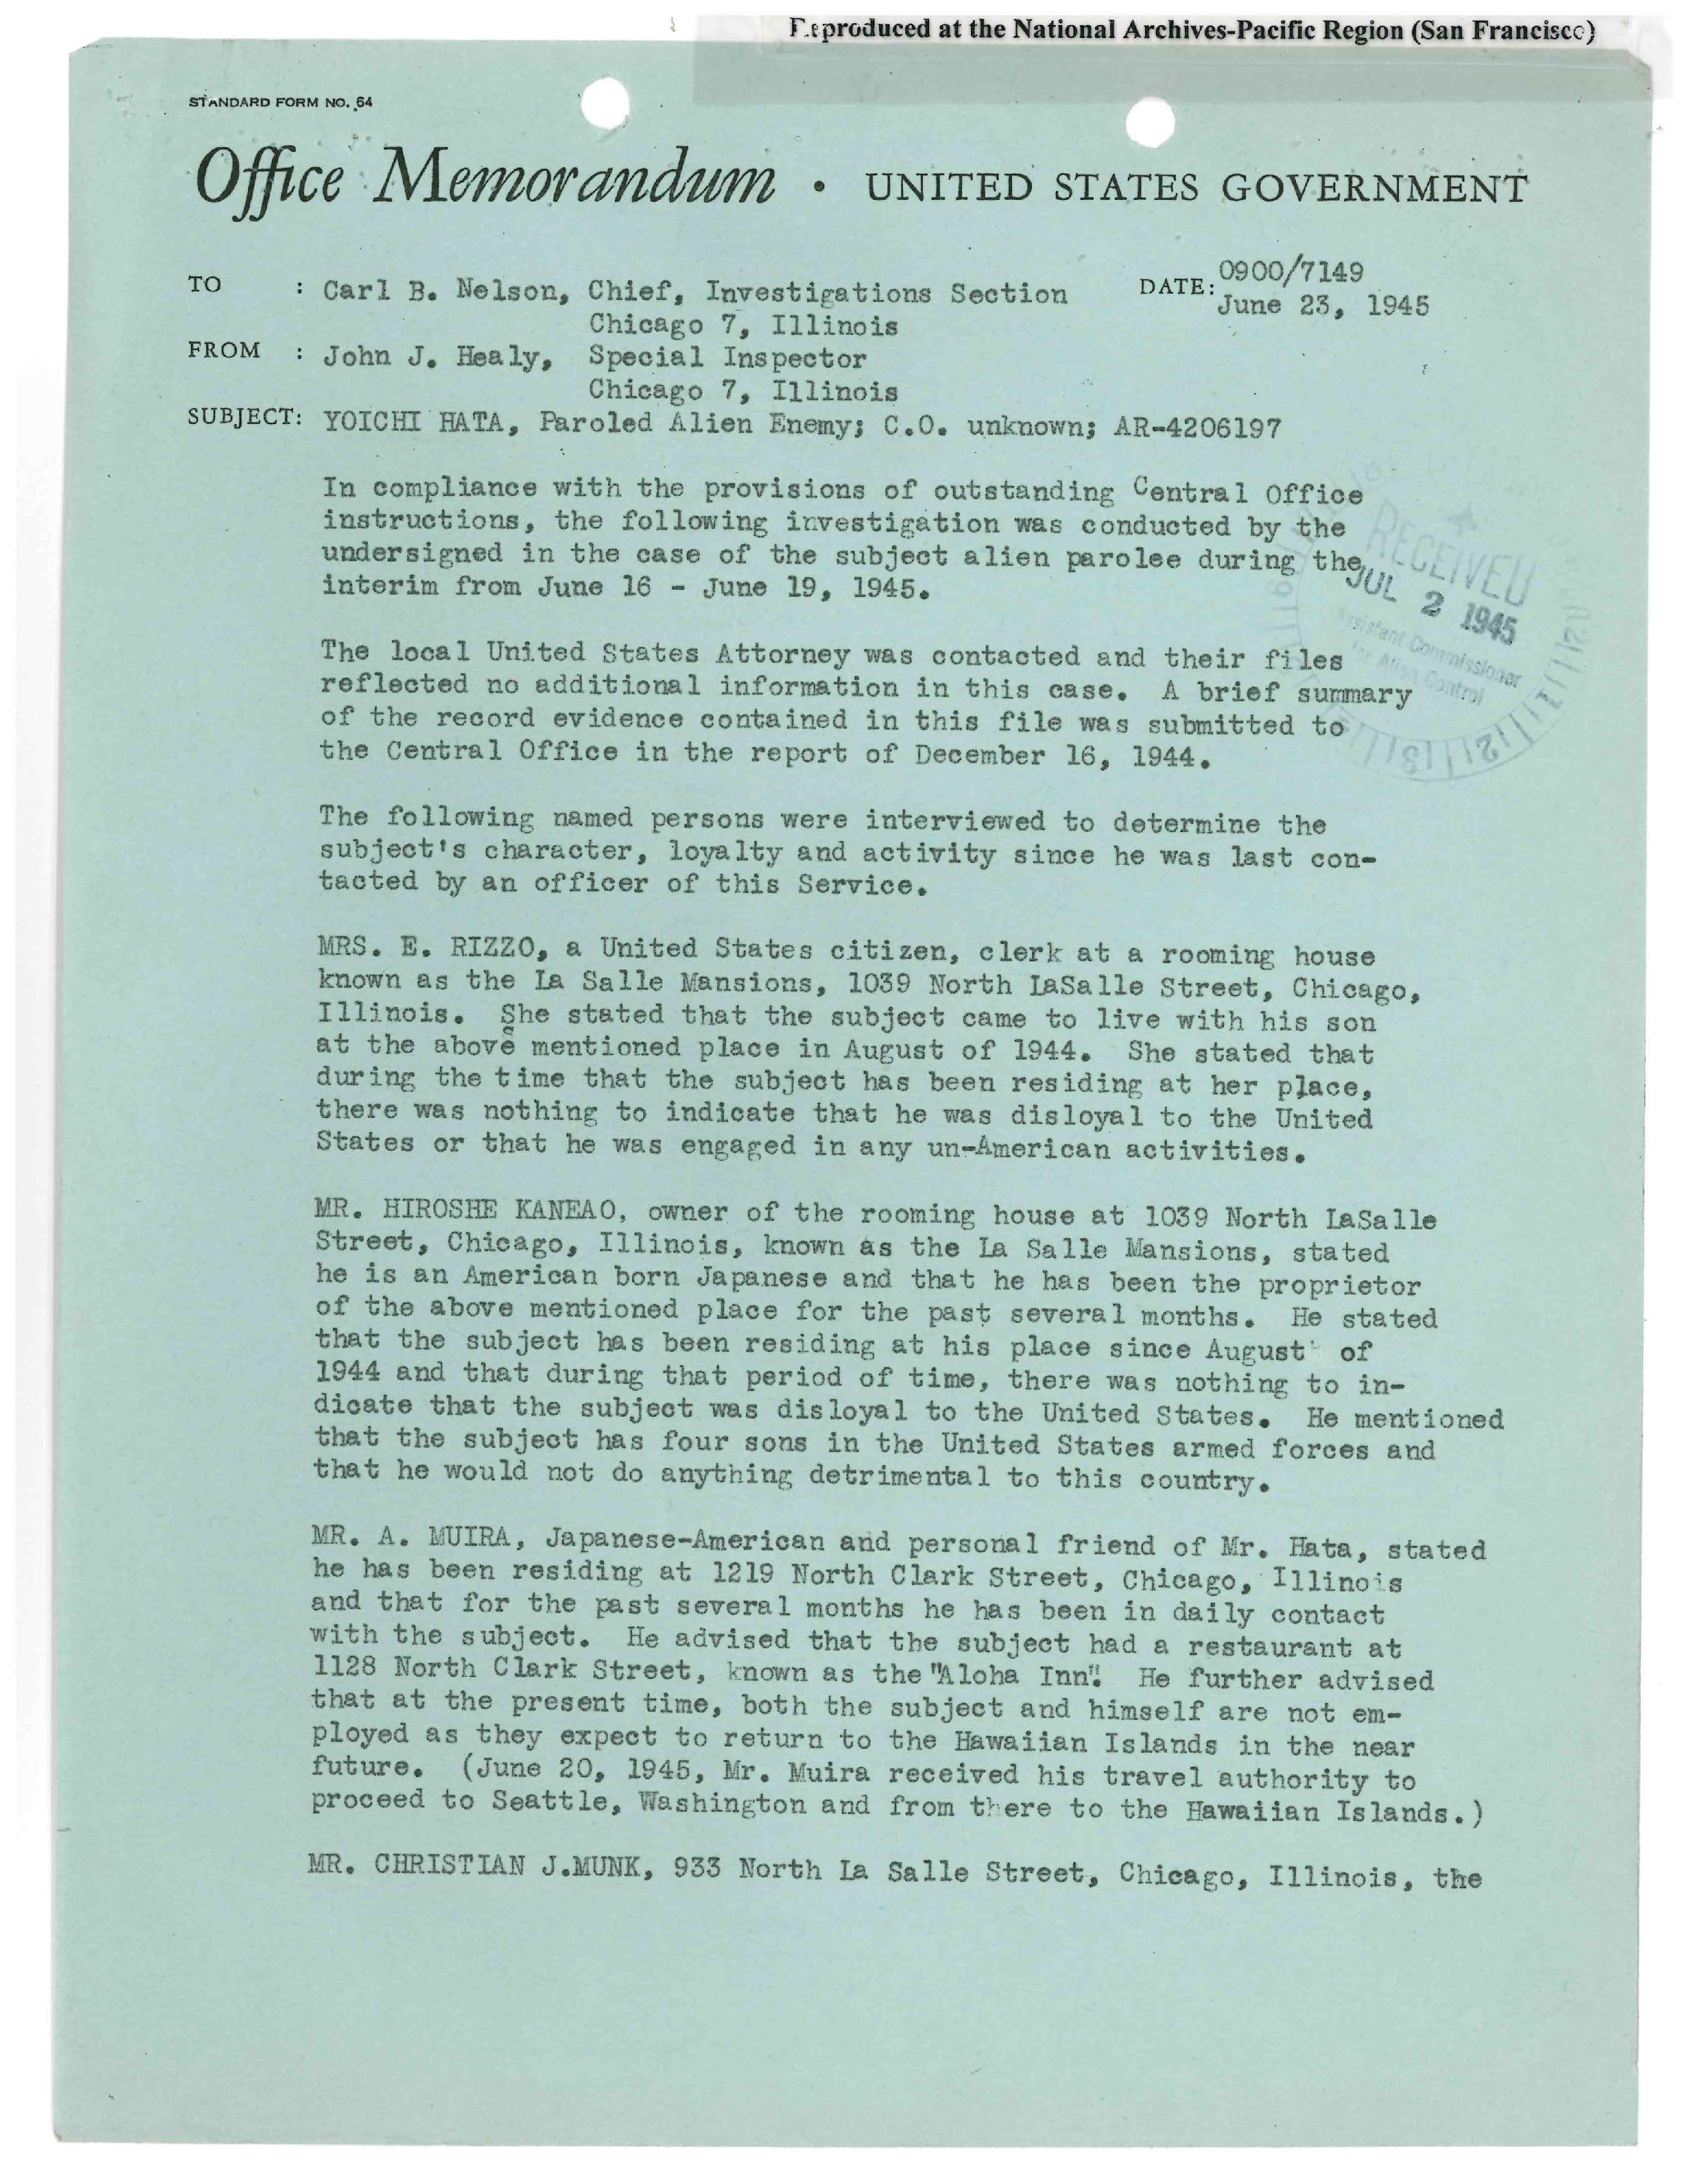 Reproduced at the National Archives-Pacific Region (San Francisco)
STANDARD FORM NO. 64
Office Memorandum • UNITED STATES GOVERNMENT
TO : Carl B. Nelson, Chief, Investigations Section
Chicago 7, Illinois
DATE: 0900/7149
June 23, 1945
FROM : John J. Healy, Special Inspector
Chicago 7, Illinois
SUBJECT: YOICHI HATA, Paroled Alien Enemy; C.O. unknown; AR-4206197
In compliance with the provisions of outstanding Central Office
instructions, the following investigation was conducted by the
undersigned in the case of the subject alien parolee during the
interim from June 16 - June 19, 1945.
RECEIVED
JUL 2 1945
Assistant Commissioner
for Alien Control
The local United States Attorney was contacted and their files
reflected no additional information in this case. A brief summary
of the record evidence contained in this file was submitted to
the Central Office in the report of December 16, 1944.
The following named persons were interviewed to determine the
subject's character, loyalty and activity since he was last con-
tacted by an officer of this Service.
MRS. E. RIZZO, a United States citizen, clerk at a rooming house
known as the La Salle Mansions, 1039 North LaSalle Street, Chicago,
Illinois. She stated that the subject came to live with his son
at the above mentioned place in August of 1944. She stated that
during the time that the subject has been residing at her place,
there was nothing to indicate that he was disloyal to the United
States or that he was engaged in any un-American activities.
MR. HIROSHE KANEAO, owner of the rooming house at 1039 North LaSalle
Street, Chicago, Illinois, known as the La Salle Mansions, stated
he is an American born Japanese and that he has been the proprietor
of the above mentioned place for the past several months. He stated
that the subject has been residing at his place since August of
1944 and that during that period of time, there was nothing to in-
dicate that the subject was disloyal to the United States. He mentioned
that the subject has four sons in the United States armed forces and
that he would not do anything detrimental to this country.
MR. A. MUIRA, Japanese-American and personal friend of Mr. Hata, stated
he has been residing at 1219 North Clark Street, Chicago, Illinois
and that for the past several months he has been in daily contact
with the subject. He advised that the subject had a restaurant at
1128 North Clark Street, known as the "Aloha Inn". He further advised
that at the present time, both the subject and himself are not em-
ployed as they expect to return to the Hawaiian Islands in the near
future. (June 20, 1945, Mr. Muira received his travel authority to
proceed to Seattle, Washington and from there to the Hawaiian Islands.)
MR. CHRISTIAN J.MUNK, 933 North La Salle Street, Chicago, Illinois, the